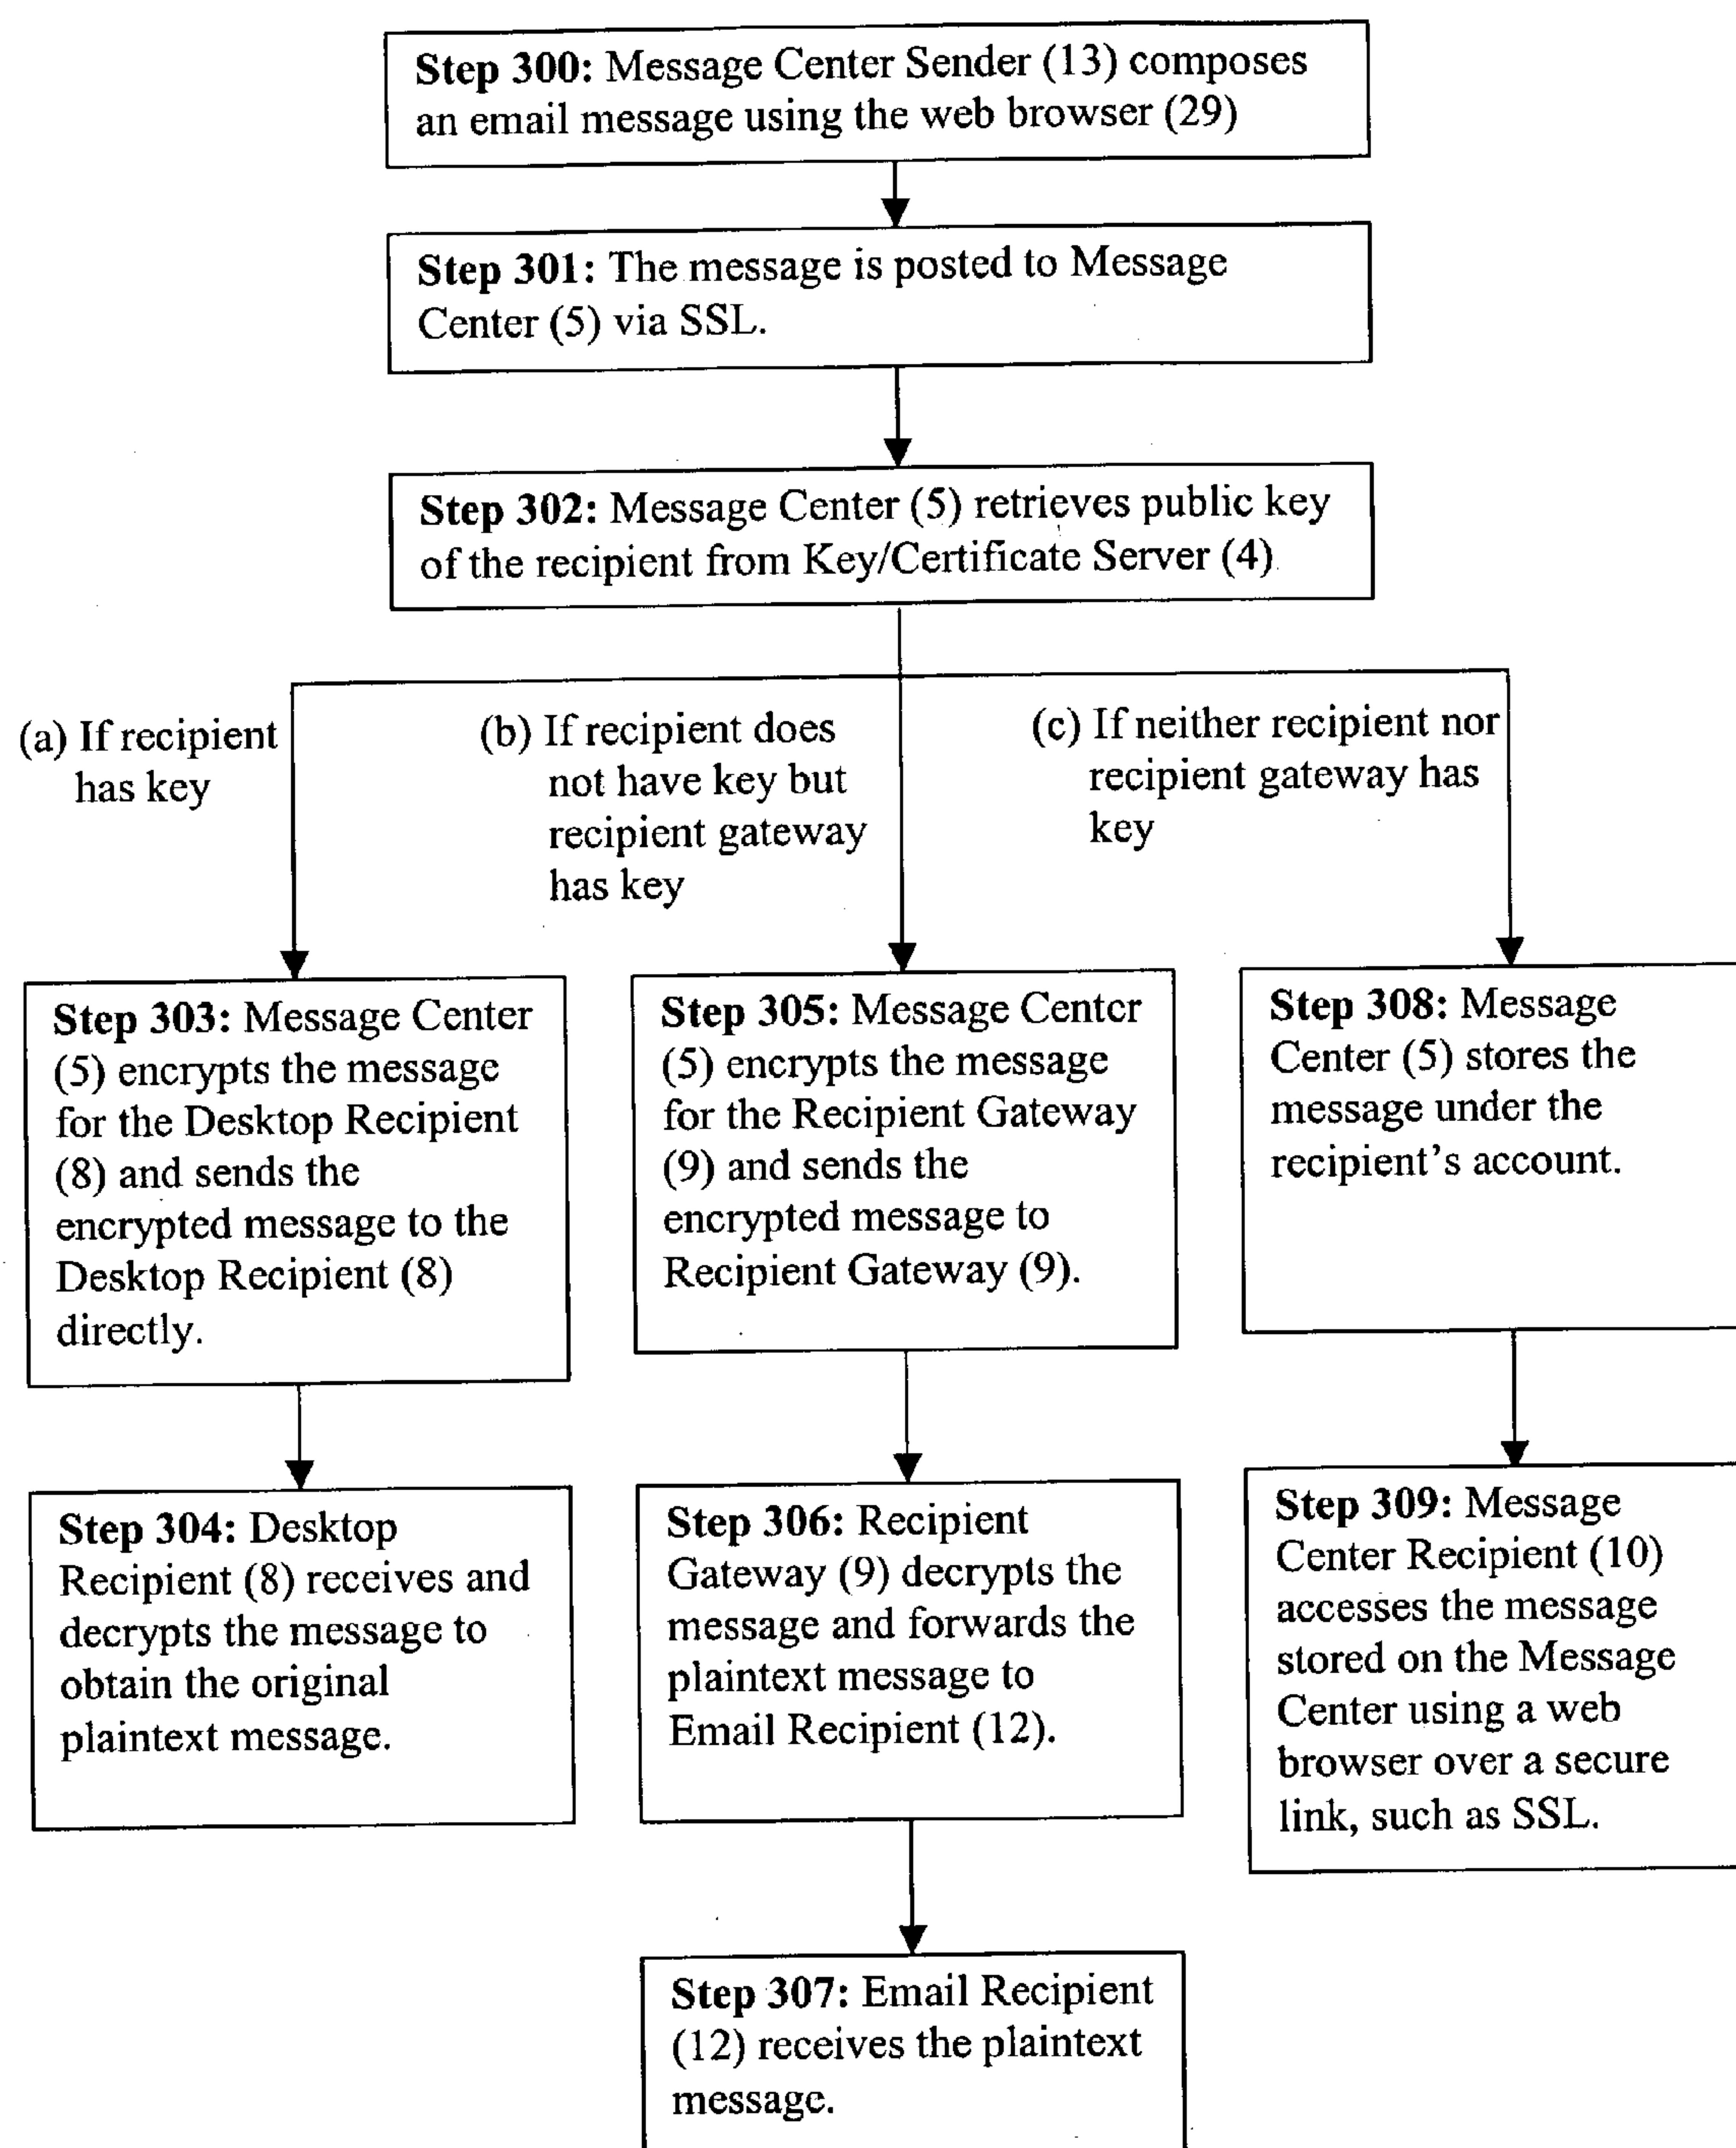 Step 300: Message Center Sender (13) composes
an email message using the web browser (29)
Step 301: The message is posted to Message
Center (5) via SSL.
Step 302: Message Center (5) retrieves public key
of the recipient from Key/Certificate Server (4)
(a) If recipient
has key
(b) If recipient does
not have key but
recipient gateway
has key
(c) If neither recipient nor
recipient gateway has
key
Step 303: Message Center
(5) encrypts the message
for the Desktop Recipient
(8) and sends the
encrypted message to the
Desktop Recipient (8)
directly.
Step 305: Message Center
(5) encrypts the message
for the Recipient Gateway
(9) and sends the
encrypted message to
Recipient Gateway (9).
Step 308: Message
Center (5) stores the
message under the
recipient's account.
Step 304: Desktop
Recipient (8) receives and
decrypts the message to
obtain the original
plaintext message.
Step 306: Recipient
Gateway (9) decrypts the
message and forwards the
plaintext message to
Email Recipient (12).
Step 309: Message
Center Recipient (10)
accesses the message
stored on the Message
Center using a web
browser over a secure
link, such as SSL.
Step 307: Email Recipient
(12) receives the plaintext
message.